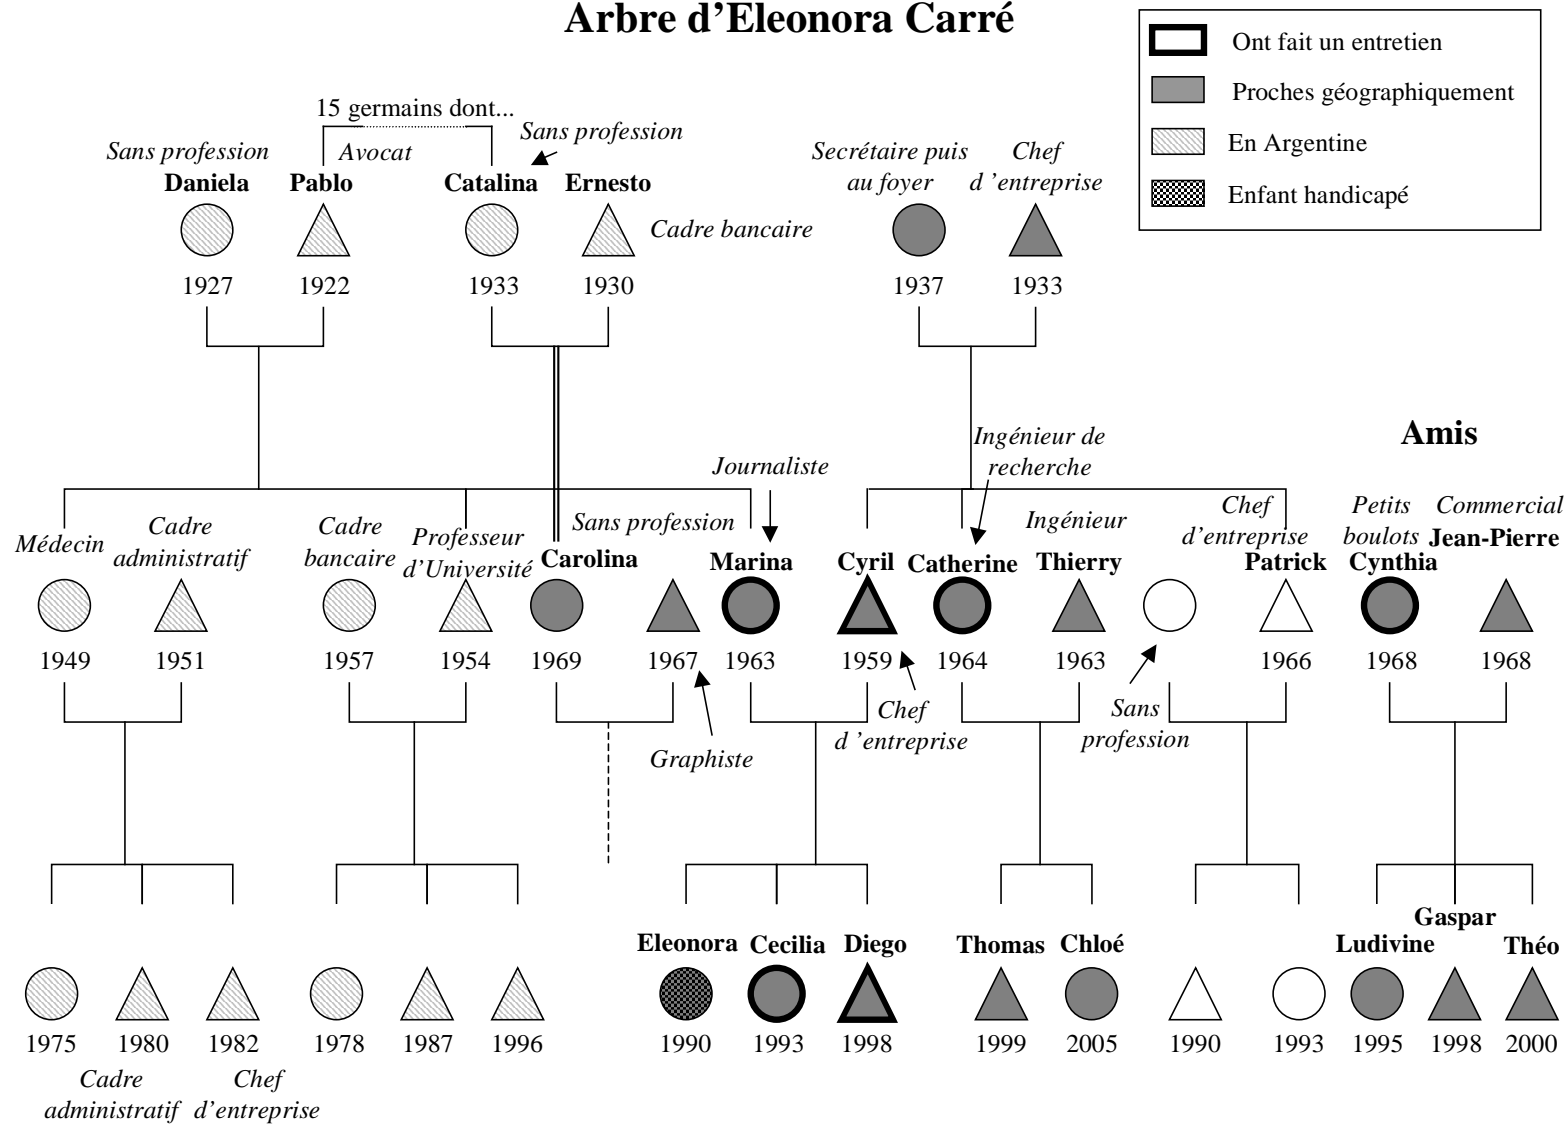 Arbre d’Eleonora Carré
Ont fait un entretien
Proches géographiquement
En Argentine
Enfant handicapé
15 germains dont...
Sans profession
Daniela
1927
Avocat
Pablo
1922
Sans profession
Catalina
1933
Ernesto
Cadre bancaire
1930
Secrétaire puis
au foyer
1937
Chef
d ’entreprise
1933
Amis
Médecin
1949
Cadre
administratif
1951
Cadre
bancaire
1957
Professeur
d’Université
1954
Sans profession
Carolina
1969
1967
Graphiste
Journaliste
Marina
1963
Cyril
1959
Chef
d ’entreprise
Ingénieur de
recherche
Catherine
1964
Ingénieur
Thierry
1963
Sans
profession
Chef
d’entreprise
Patrick
1966
Petits
boulots
Cynthia
1968
Commercial
Jean-Pierre
1968
1975
1980
Cadre
administratif
1982
Chef
d’entreprise
1978
1987
1996
Eleonora
1990
Cecilia
1993
Diego
1998
Thomas
1999
Chloé
2005
1990
1993
Ludivine
1995
Gaspar
1998
Théo
2000